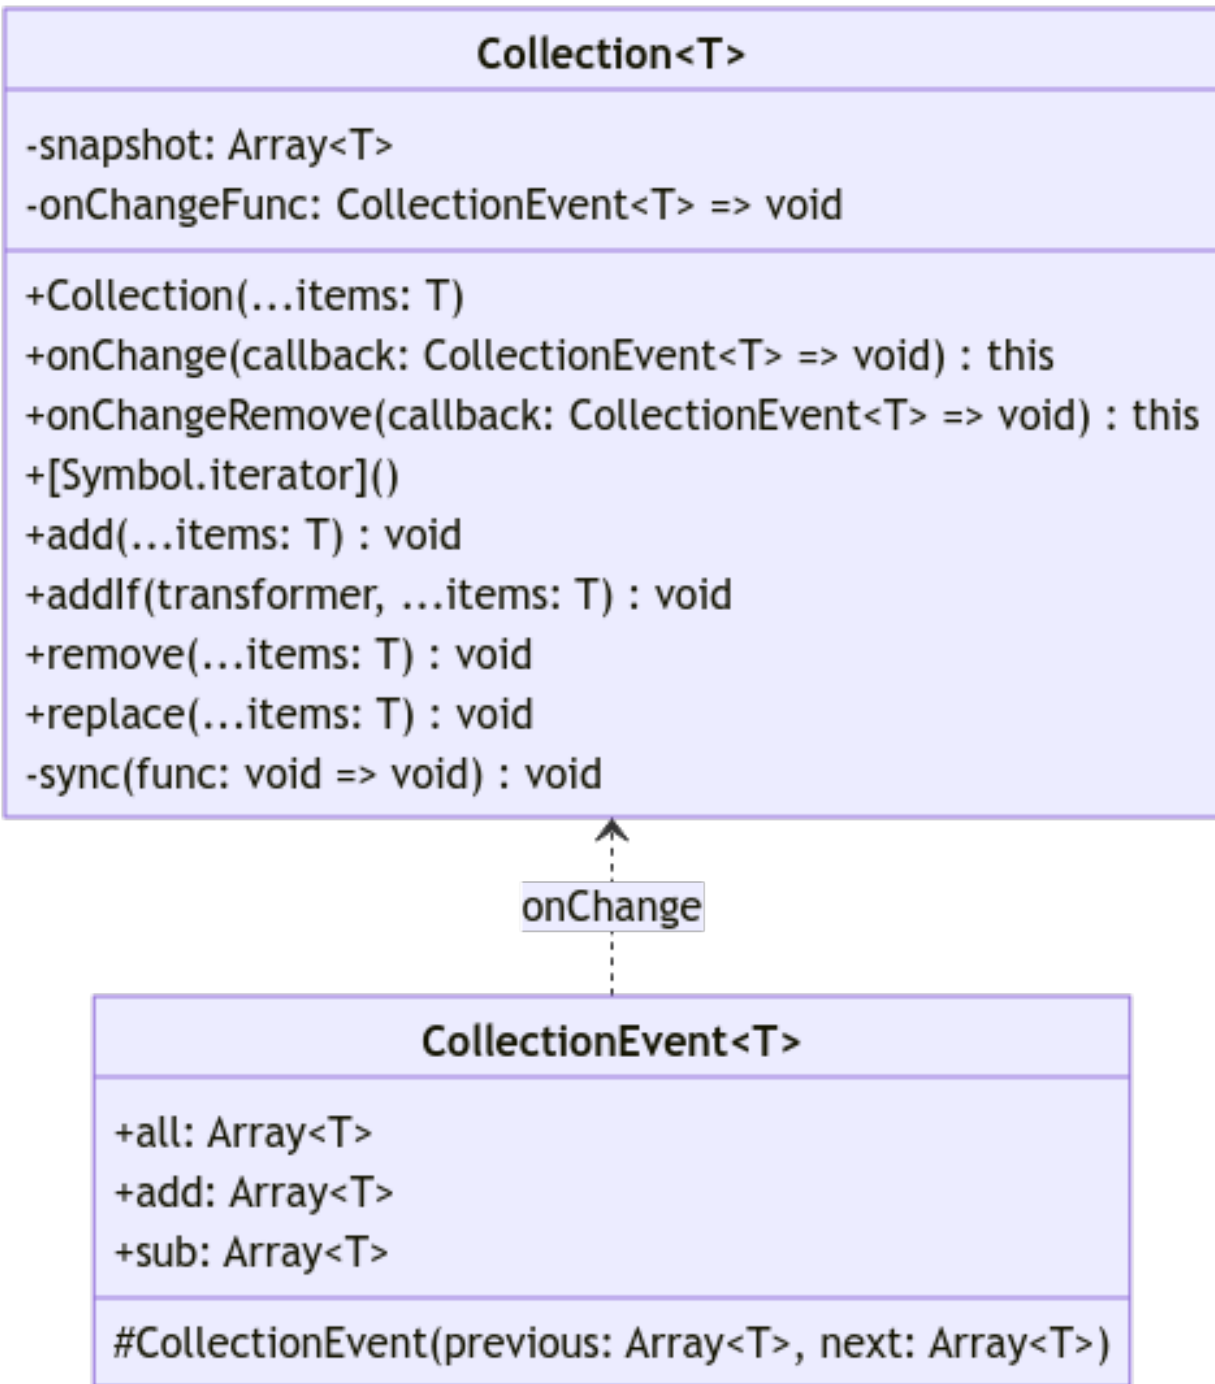 Collection<T>
-snapshot: Array<T>
-onChangeFunc: CollectionEvent<T> => void
+Collection(...items: T)
+onChange(callback: CollectionEvent<T> => void) : this
+onChangeRemove(callback: CollectionEvent<T> => void) : this
+[Symbol.iterator]()
+add(...items: T) : void
+addIf(transformer, ...items: T) : void
+remove(...items: T) : void
+replace(...items: T) : void
-sync(func: void => void) : void
onChange
CollectionEvent<T>
+all: Array<T>
+add: Array<T>
+sub: Array<T>
#CollectionEvent(previous: Array<T>, next: Array<T>)